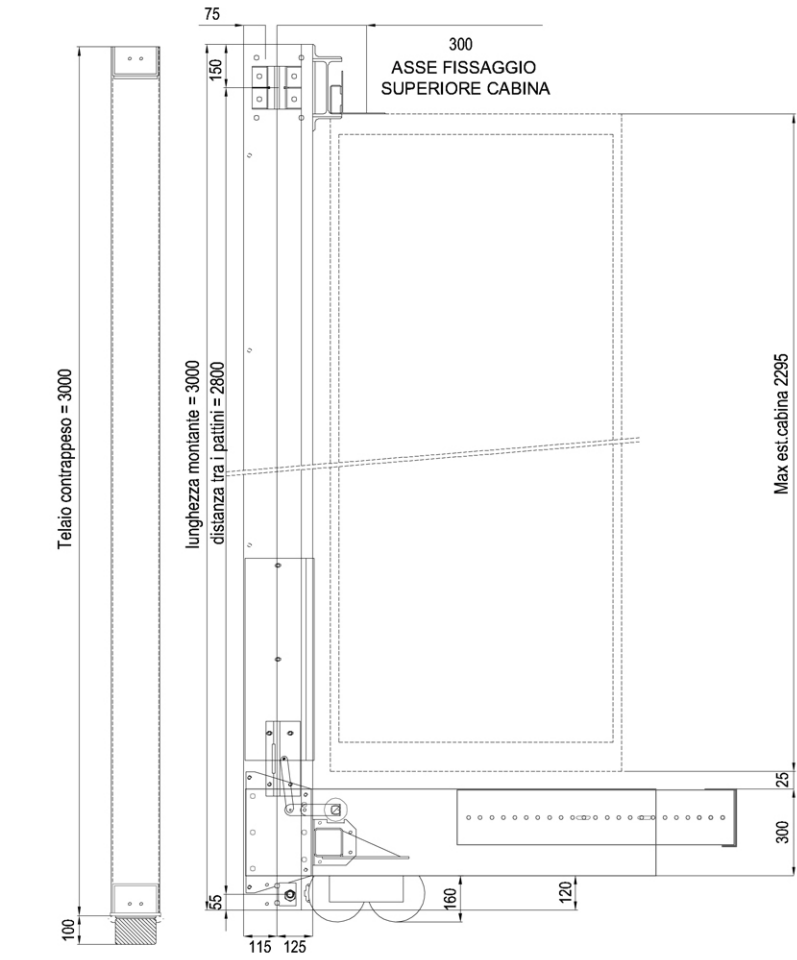 75
300
ASSE FISSAGGIO
SUPERIORE CABINA
150
Telaio contrappeso = 3000
lunghezza montante = 3000
distanza tra i pattini = 2800
Max est.cabina 2295
25
300
55
160
120
100
115
125